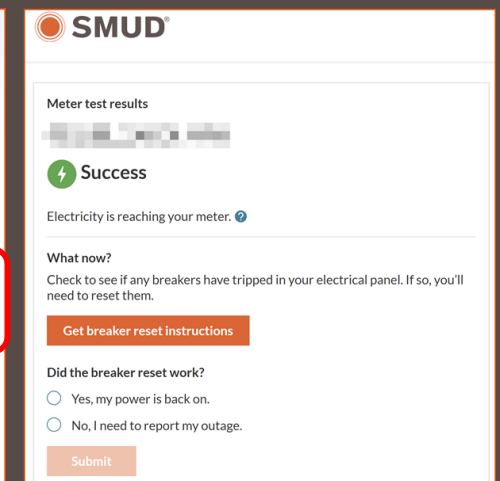 SMUD®
Meter test results
Success
Electricity is reaching your meter. ?
What now?
Check to see if any breakers have tripped in your electrical panel. If so, you'll
need to reset them.
Get breaker reset instructions
Did the breaker reset work?
Yes, my power is back on.
No, I need to report my outage.
Submit